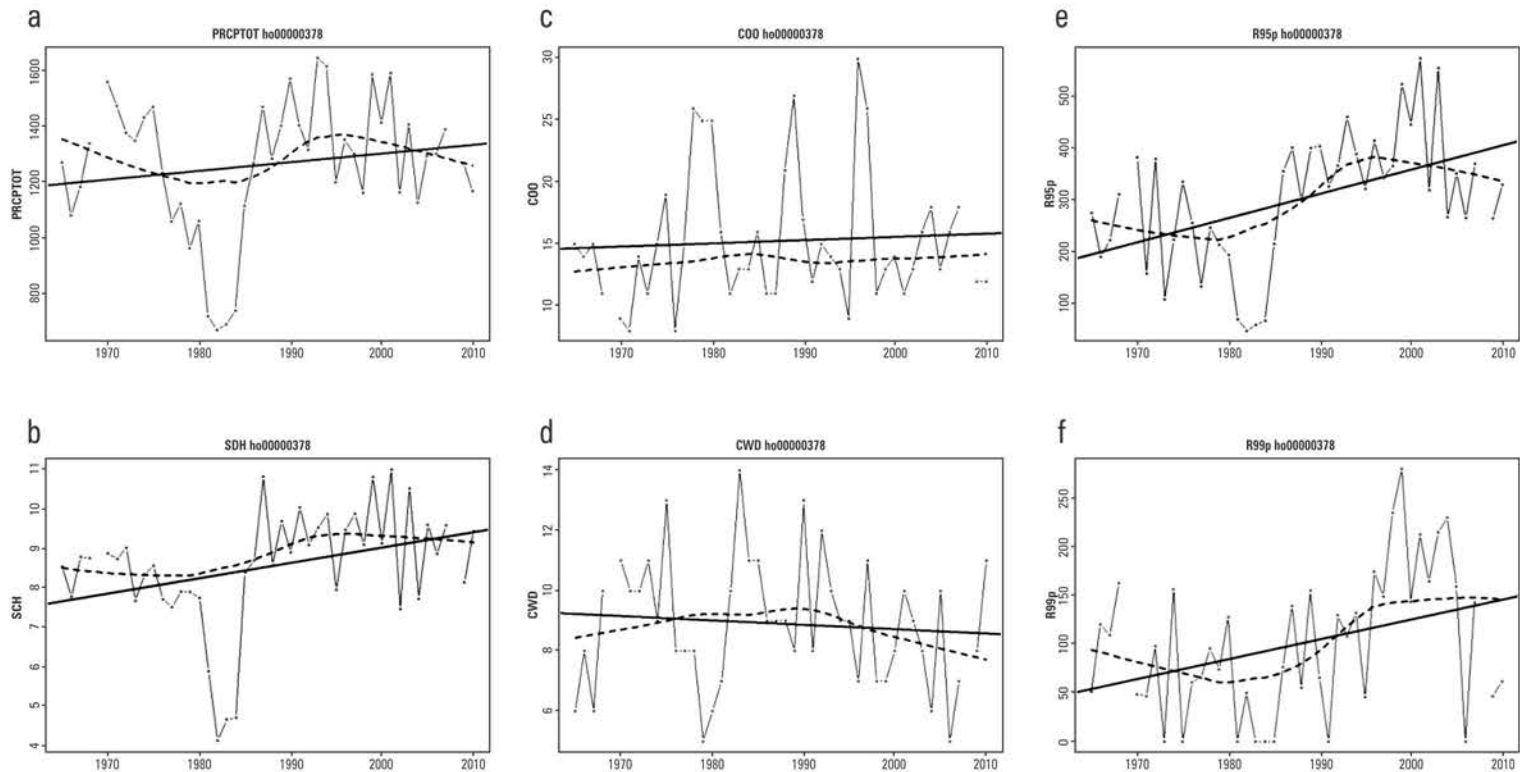 a
PRCPTOT ho00000378
PRCPTOT
1600
1400
1200
1000
800
1970 1980 1990 2000 2010
c
COO ho00000378
COO
30
25
20
15
10
1970 1980 1990 2000 2010
e
R95p ho00000378
R95p
500
400
300
200
100
1970 1980 1990 2000 2010
b
SDH ho00000378
SCH
11
10
9
8
7
6
5
4
1970 1980 1990 2000 2010
d
CWD ho00000378
CWD
14
12
10
8
6
1970 1980 1990 2000 2010
f
R99p ho00000378
R99p
250
200
150
100
50
0
1970 1980 1990 2000 2010